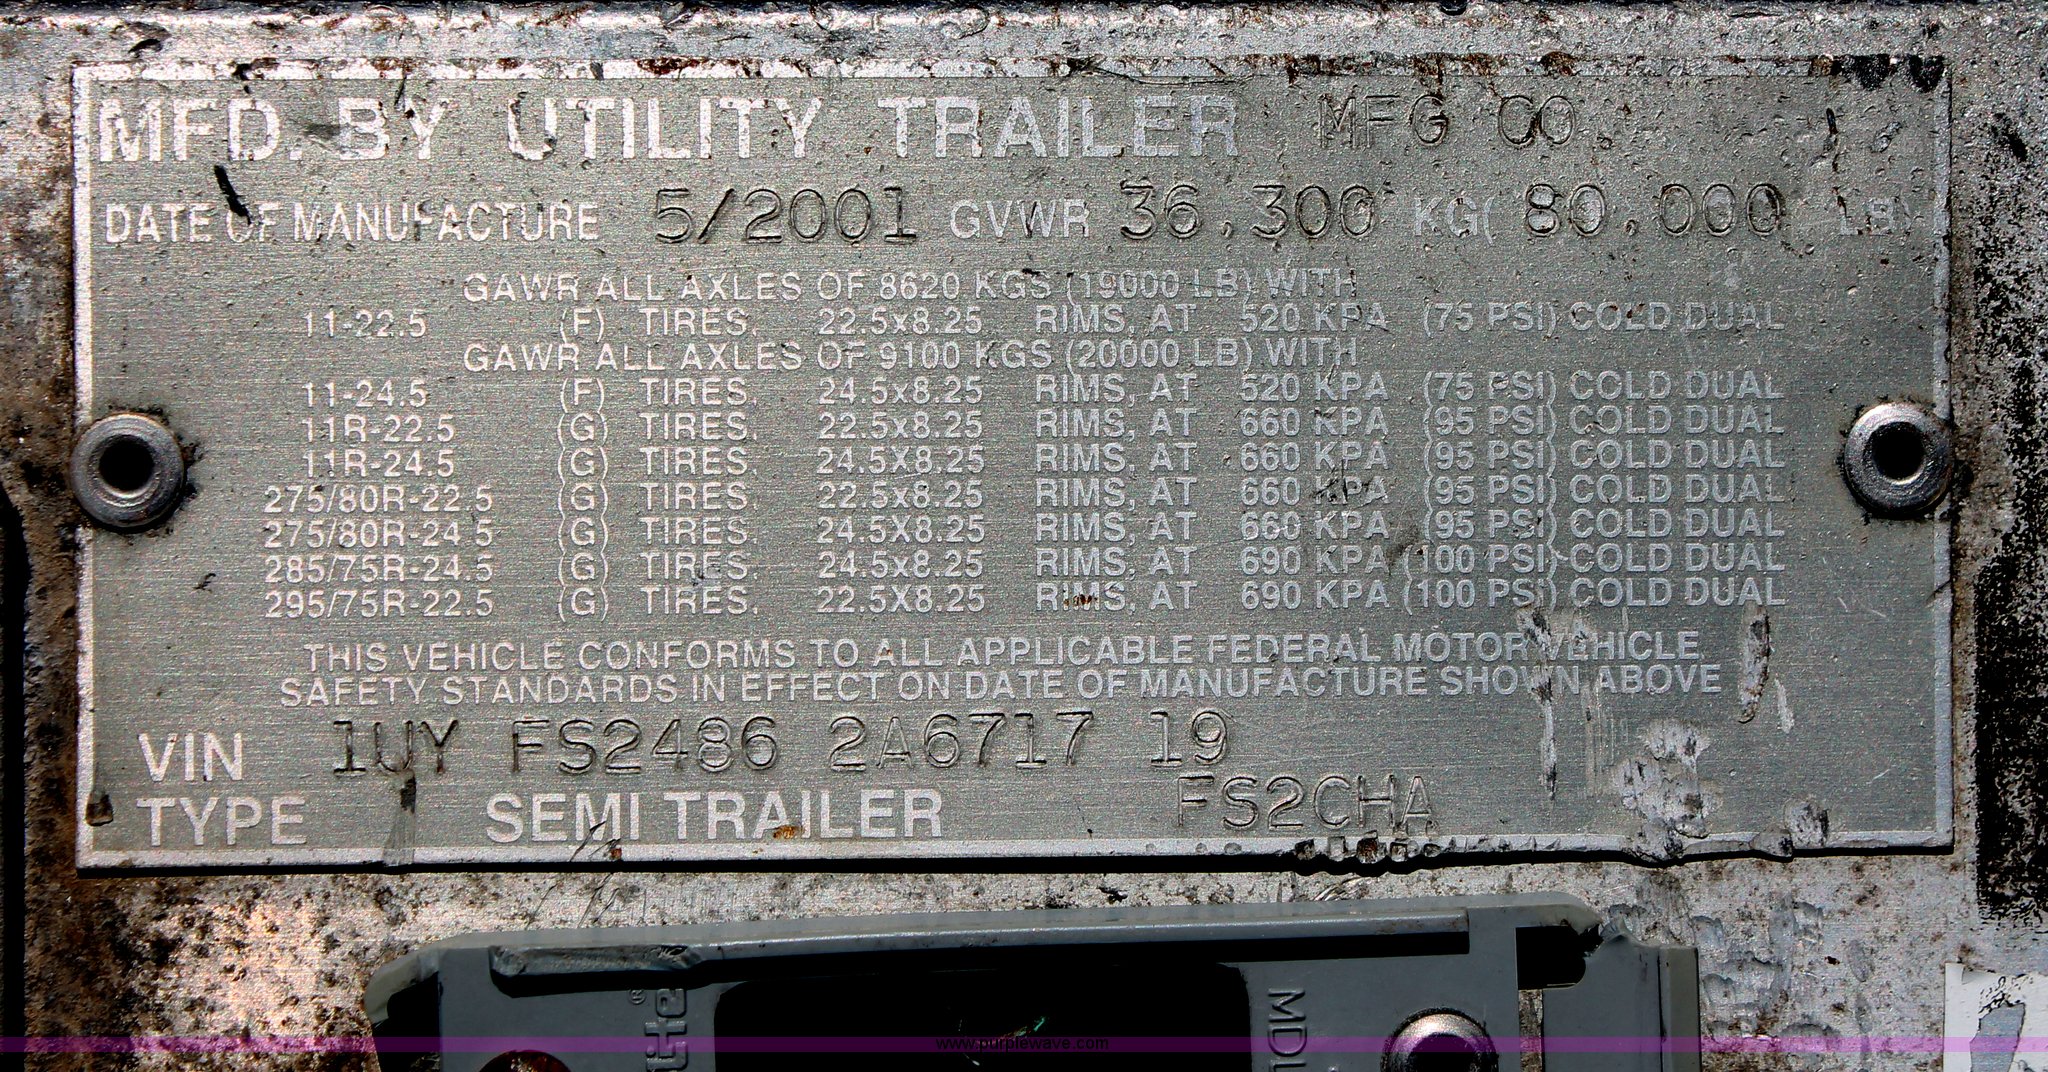 MFD. BY UTILITY TRAILER MFG CO.
DATE OF MANUFACTURE 5/2001 GVWR 36,300 KG( 80,000 LB)
GAWR ALL AXLES OF 8620 KGS (19000 LB) WITH
11-22.5 (F) TIRES, 22.5x8.25 RIMS, AT 520 KPA (75 PSI) COLD DUAL
GAWR ALL AXLES OF 9100 KGS (20000 LB) WITH
11-24.5 (F) TIRES, 24.5x8.25 RIMS, AT 520 KPA (75 PSI) COLD DUAL
11R-22.5 (G) TIRES, 22.5x8.25 RIMS, AT 660 KPA (95 PSI) COLD DUAL
11R-24.5 (G) TIRES, 24.5X8.25 RIMS, AT 660 KPA (95 PSI) COLD DUAL
275/80R-22.5 (G) TIRES, 22.5x8.25 RIMS, AT 660 KPA (95 PSI) COLD DUAL
275/80R-24.5 (G) TIRES, 24.5X8.25 RIMS, AT 660 KPA (95 PSI) COLD DUAL
285/75R-24.5 (G) TIRES, 24.5x8.25 RIMS, AT 690 KPA (100 PSI) COLD DUAL
295/75R-22.5 (G) TIRES, 22.5X8.25 RIMS, AT 690 KPA (100 PSI) COLD DUAL
THIS VEHICLE CONFORMS TO ALL APPLICABLE FEDERAL MOTOR VEHICLE
SAFETY STANDARDS IN EFFECT ON DATE OF MANUFACTURE SHOWN ABOVE
VIN 1UY FS2486 2A6717 19
TYPE SEMI TRAILER FS2CHA
www.purplewave.com